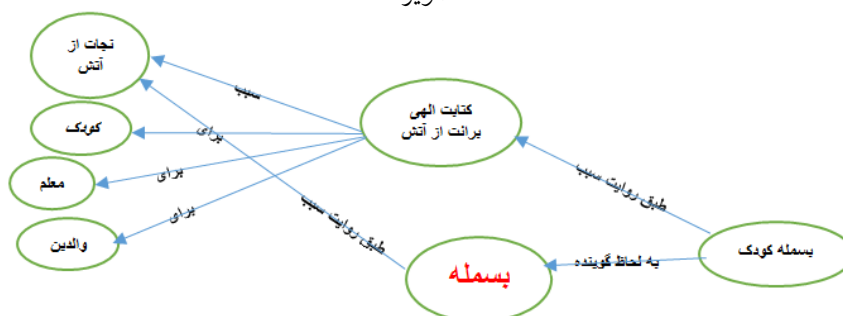 نجات از
آتش
کودک
معلم
والدین
سبب
برای
برای
برای
کتابت الهی
برائت از آتش
طبق روایت سبب
طبق روایت سبب
بسمله
به لحاظ گوینده
بسمله کودک